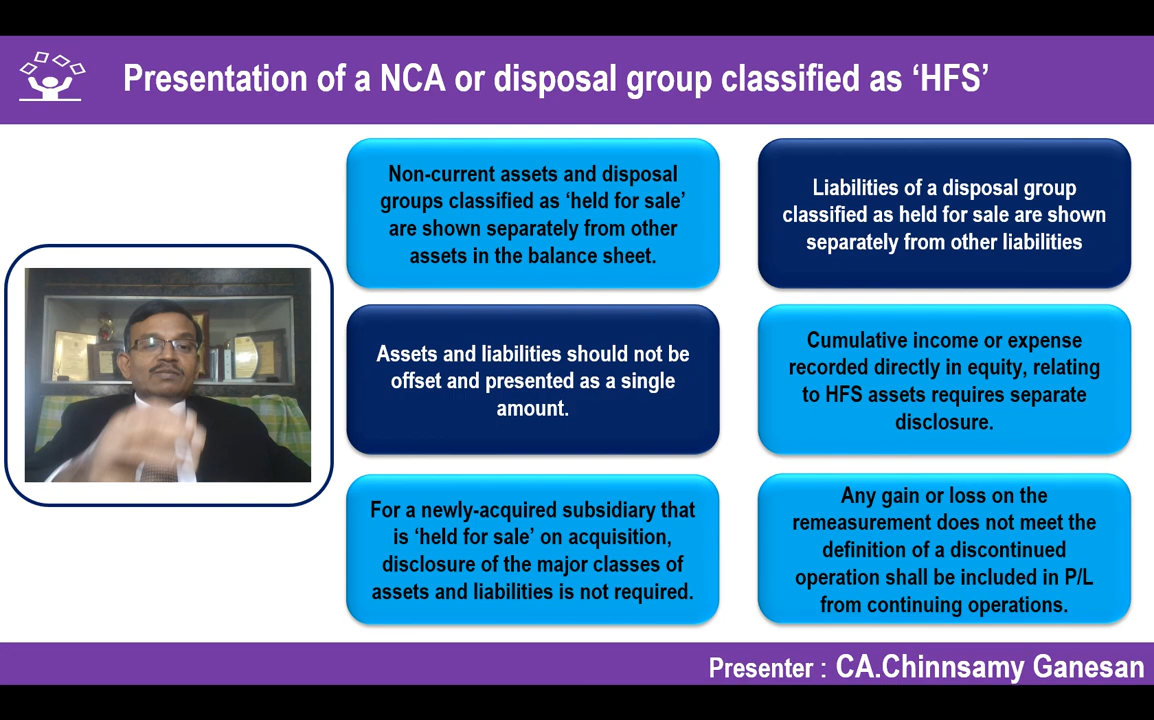 Presentation of a NCA or disposal group classified as ‘HFS’
Non-current assets and disposal
groups classified as ‘held for sale’
are shown separately from other
assets in the balance sheet.
Liabilities of a disposal group
classified as held for sale are shown
separately from other liabilities
Assets and liabilities should not be
offset and presented as a single
amount.
Cumulative income or expense
recorded directly in equity, relating
to HFS assets requires separate
disclosure.
For a newly-acquired subsidiary that
is ‘held for sale’ on acquisition,
disclosure of the major classes of
assets and liabilities is not required.
Any gain or loss on the
remeasurement does not meet the
definition of a discontinued
operation shall be included in P/L
from continuing operations.
Presenter : CA.Chinnsamy Ganesan